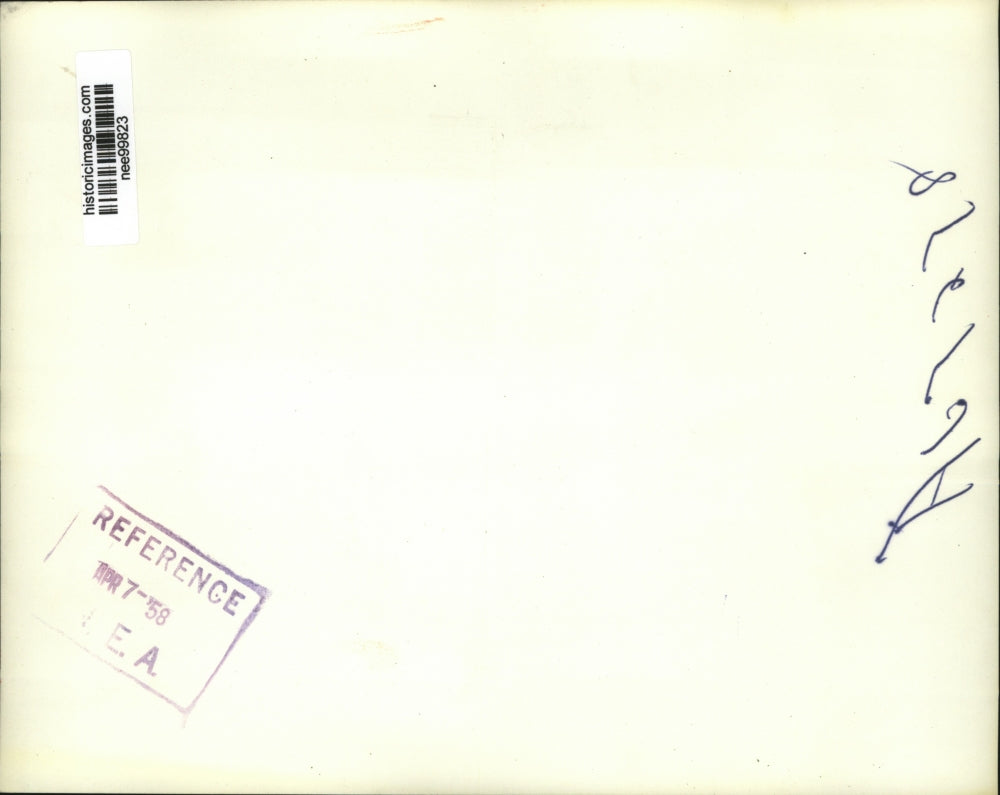 historicimages.com
nee99823
REFERENCE
APR 7-'58
E. A.